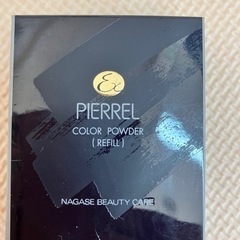 Ex
PIERREL
COLOR POWDER
( REFILL )
NAGASE BEAUTY CARE